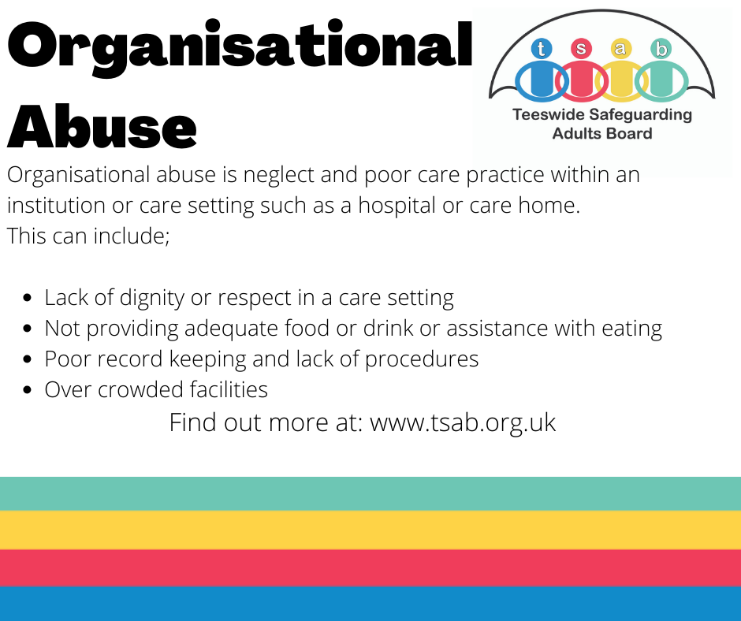 Organisational
Abuse
t s a b
Teeswide Safeguarding
Adults Board
Organisational abuse is neglect and poor care practice within an
institution or care setting such as a hospital or care home.
This can include;
• Lack of dignity or respect in a care setting
• Not providing adequate food or drink or assistance with eating
• Poor record keeping and lack of procedures
• Over crowded facilities
Find out more at: www.tsab.org.uk